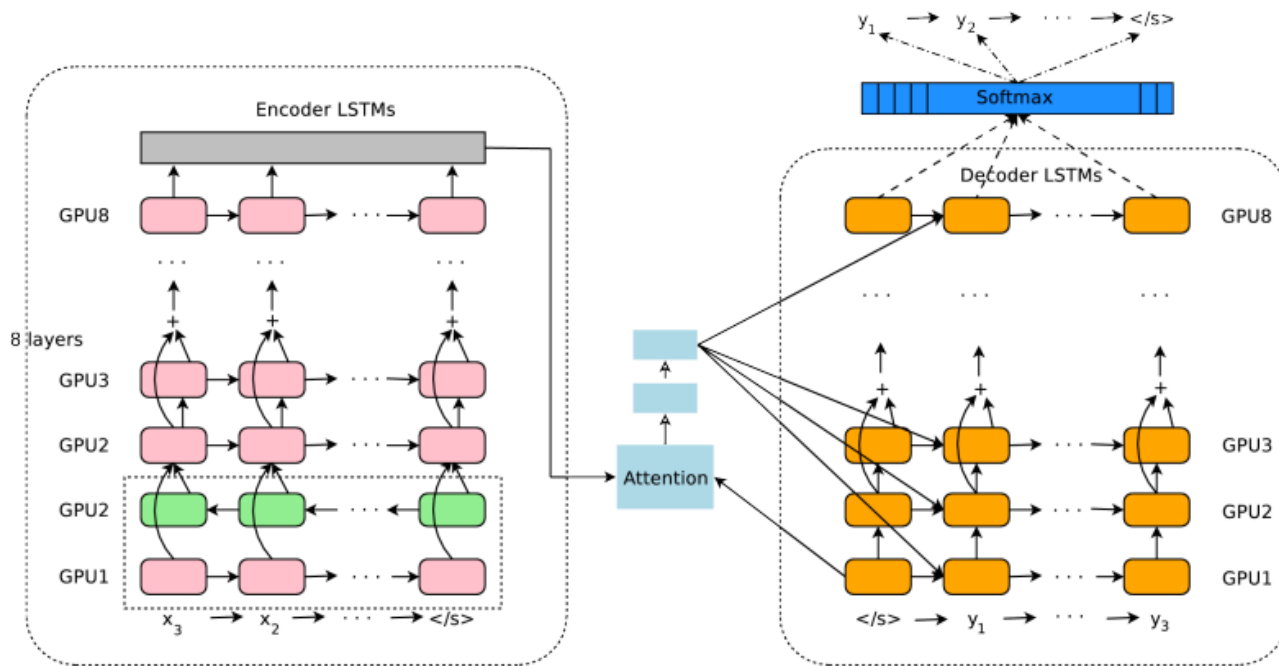 y1 y2 · · · </s>
Softmax
Encoder LSTMs
Decoder LSTMs
GPU8
GPU8
· · · · · · · · ·
· · · · · ·
· · · · · · · · ·
· · · · · · · · ·
+ + +
8 layers
GPU3
· · ·
+ + +
GPU2
· · ·
· · ·
GPU3
Attention
GPU2
· · ·
· · ·
GPU2
GPU1
· · ·
· · ·
GPU1
x3 x2 · · · </s>
</s> y1 · · · y3